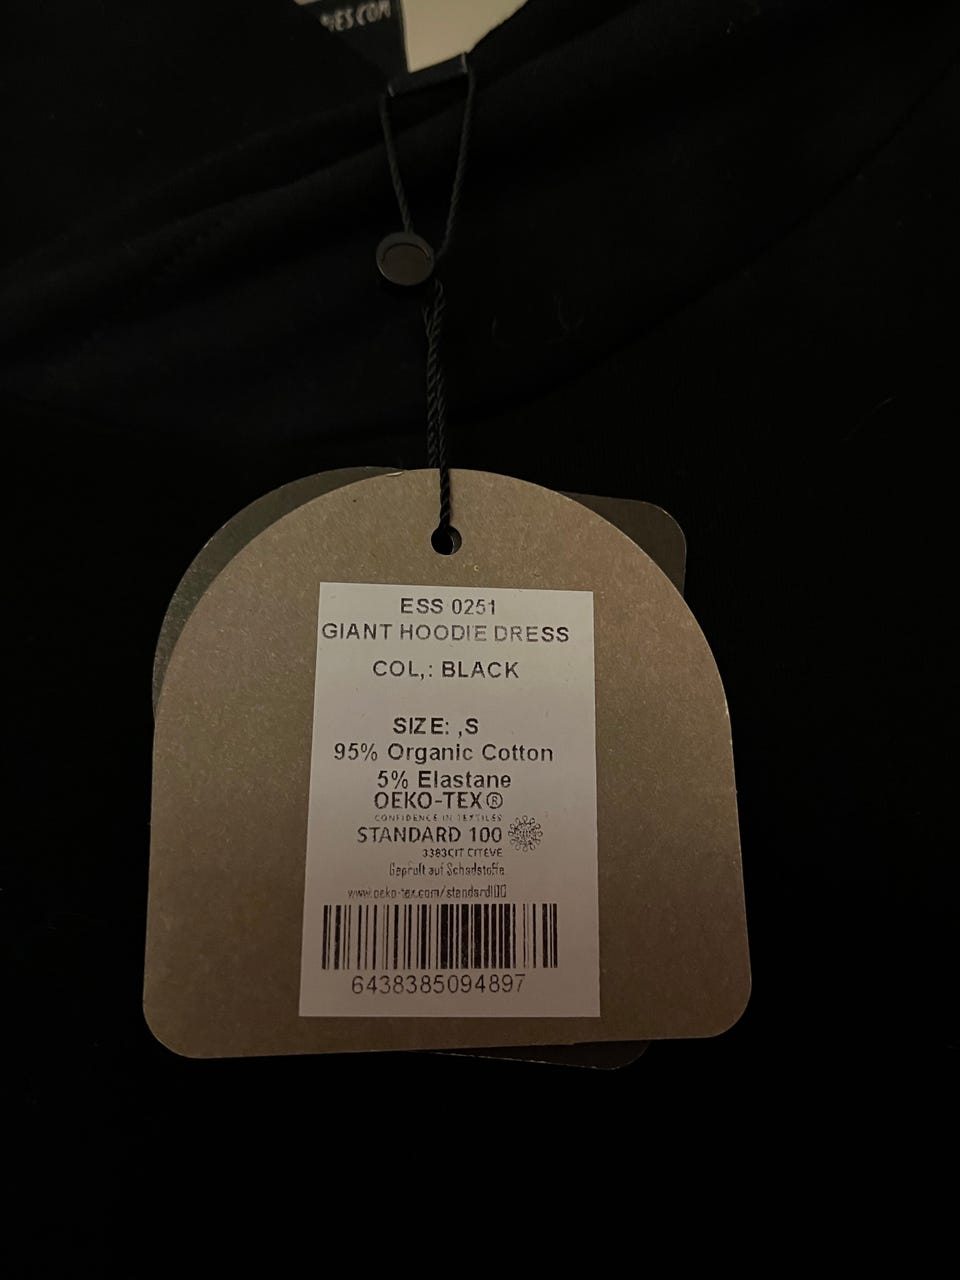 ESS 0251
GIANT HOODIE DRESS
COL,: BLACK
SIZE: ,S
95% Organic Cotton
5% Elastane
OEKO-TEX®
CONFIDENCE IN TEXTILES
STANDARD 100
3383CIT CITEVE
Geprüft auf Schadstoffe
www.oeko-tex.com/standard100
6438385094897